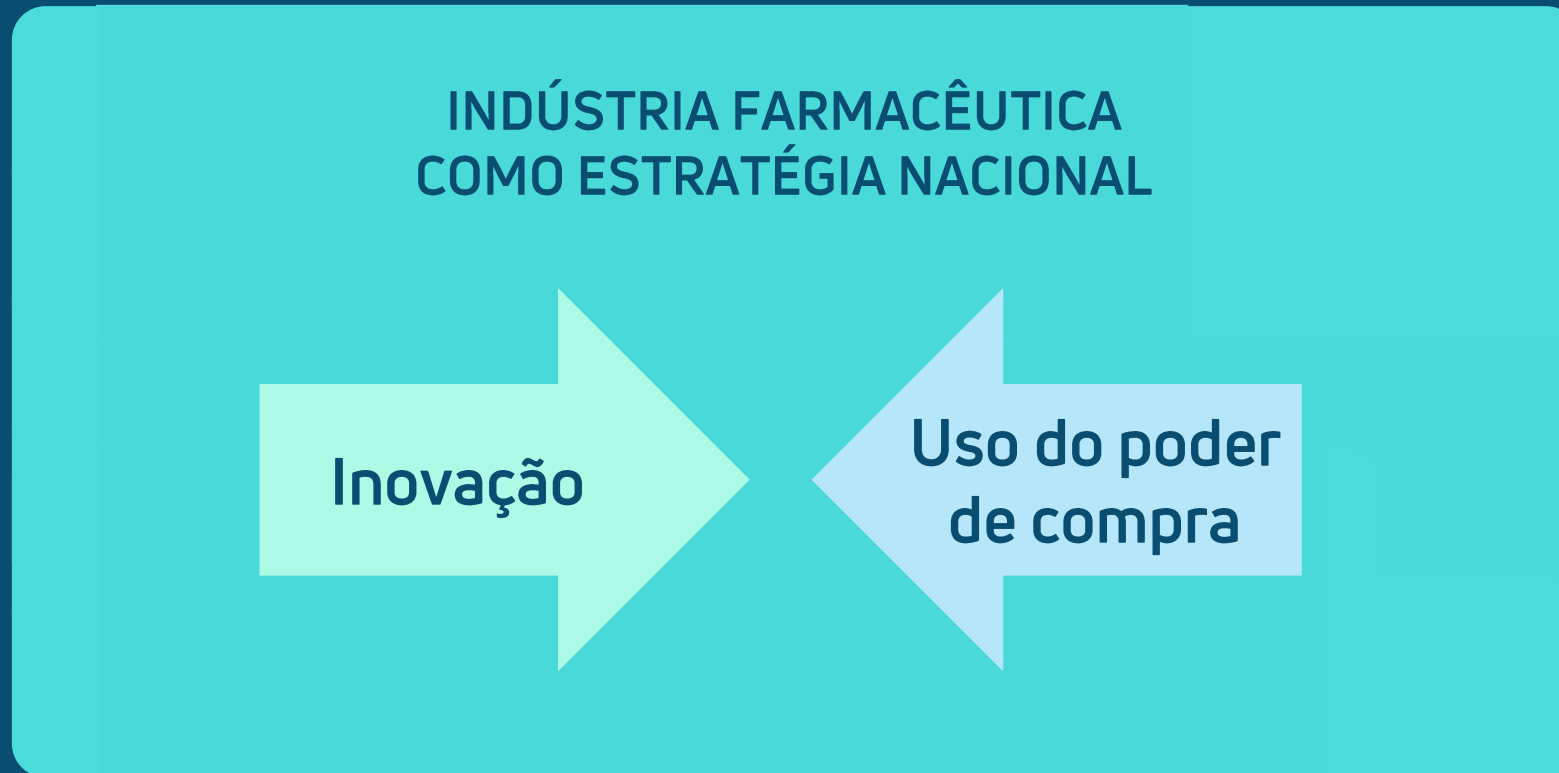 INDÚSTRIA FARMACÊUTICA
COMO ESTRATÉGIA NACIONAL
Inovação
Uso do poder
de compra